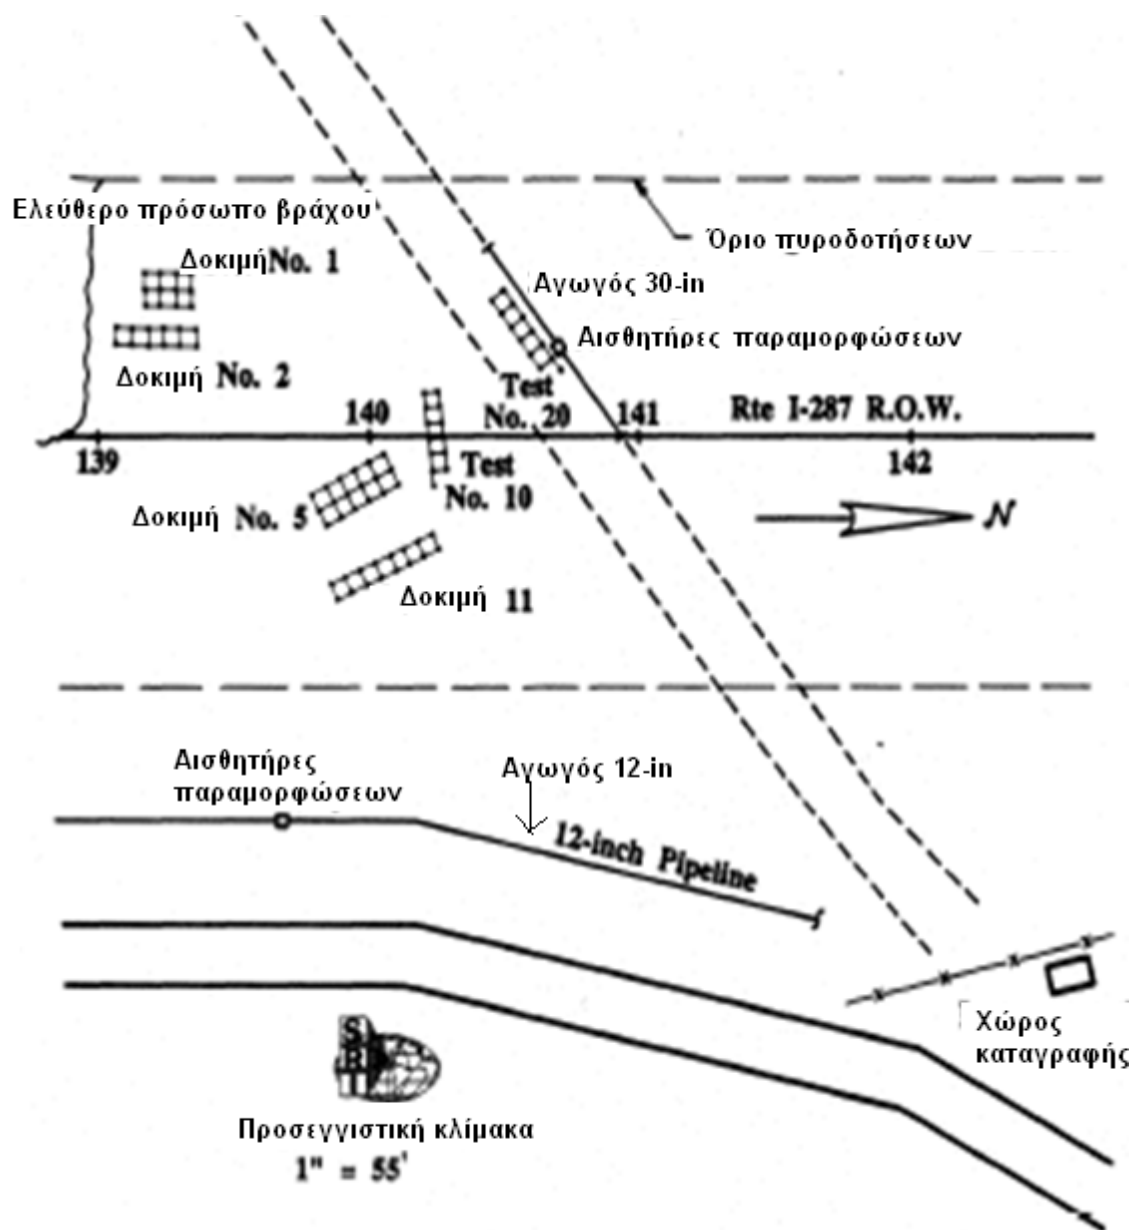 Ελεύθερο πρόσωπο βράχου
Δοκιμή No. 1
Όριο πυροδοτήσεων
Αγωγός 30-in
Αισθητήρες παραμορφώσεων
Δοκιμή No. 2
Test
No. 20
140
141
Rte I-287 R.O.W.
139
142
Test
No. 10
Δοκιμή No. 5
N
Δοκιμή 11
Αισθητήρες
παραμορφώσεων
Αγωγός 12-in
12-inch Pipeline
Χώρος
καταγραφής
S
R
I
Προσεγγιστική κλίμακα
1" = 55'